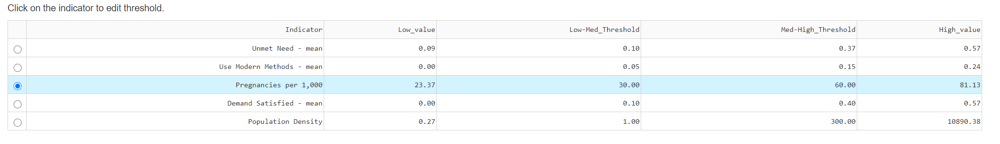 Click on the indicator to edit threshold.
Indicator Low_value Low-Med_Threshold Med-High_Threshold High_value
Unmet Need - mean 0.09 0.10 0.37 0.57
Use Modern Methods - mean 0.00 0.05 0.15 0.24
Pregnancies per 1,000 23.37 30.00 60.00 81.13
Demand Satisfied - mean 0.00 0.10 0.40 0.57
Population Density 0.27 1.00 300.00 10890.38